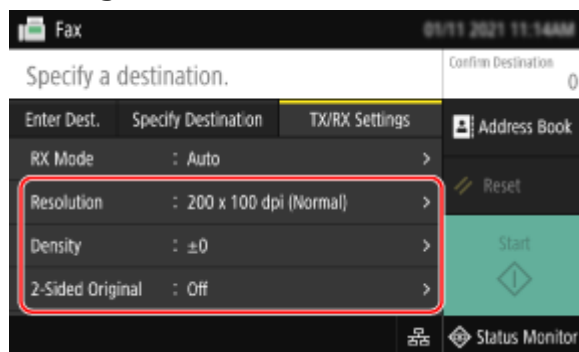 Fax 01/11 2021 11:14AM
Specify a destination.
Confirm Destination
0
Enter Dest. Specify Destination TX/RX Settings
Address Book
RX Mode : Auto
Reset
Resolution : 200 x 100 dpi (Normal)
Density : ±0
Start
2-Sided Original : Off
Status Monitor